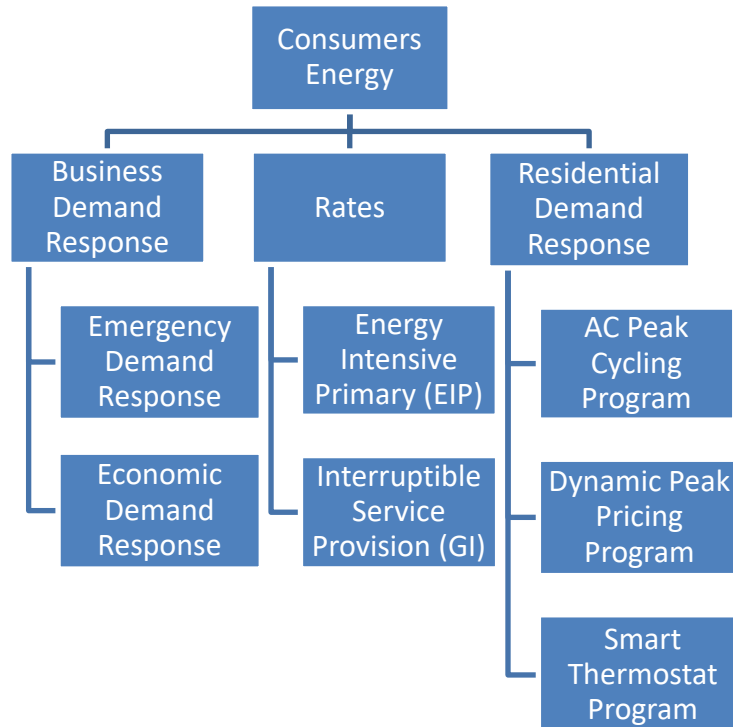 Consumers
Energy
Business
Demand
Response
Rates
Residential
Demand
Response
Emergency
Demand
Response
Energy
Intensive
Primary (EIP)
AC Peak
Cycling
Program
Economic
Demand
Response
Interruptible
Service
Provision (GI)
Dynamic Peak
Pricing
Program
Smart
Thermostat
Program